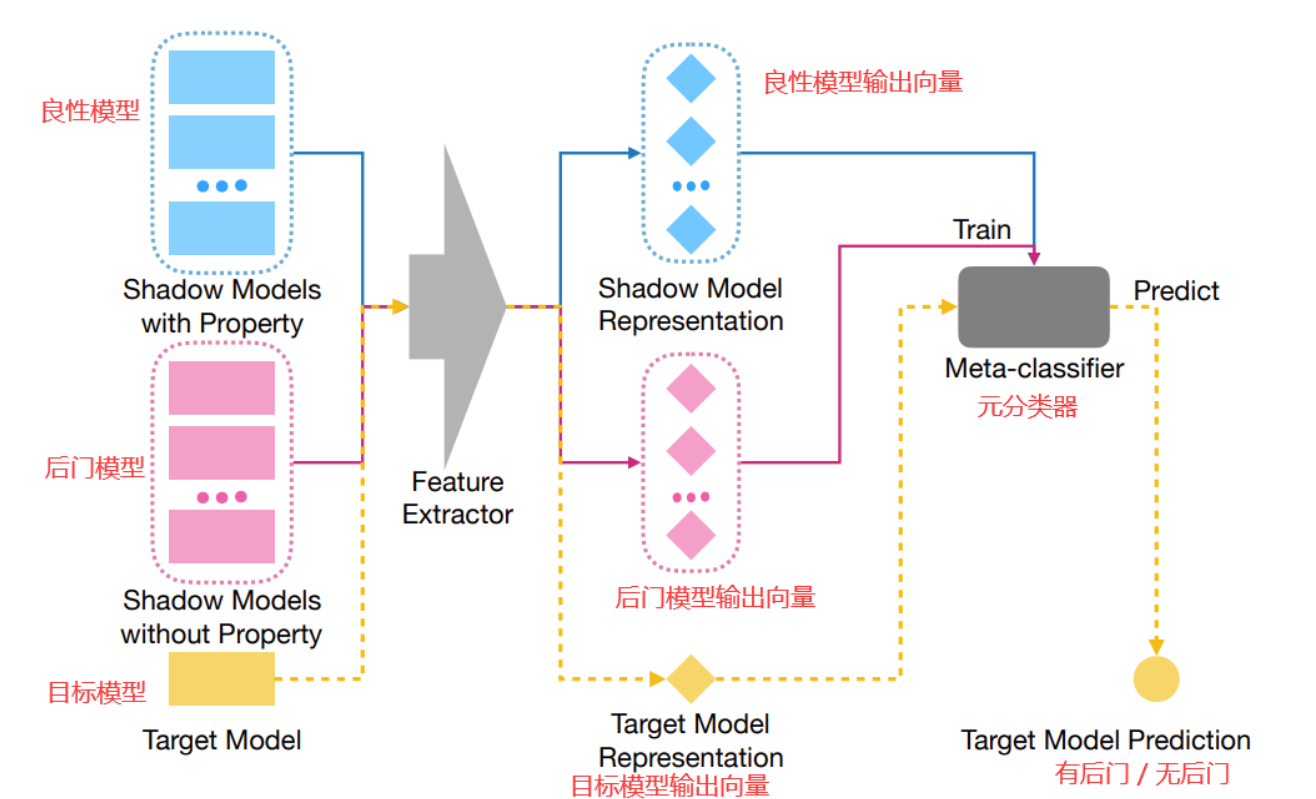 良性模型
Shadow Models
with Property
后门模型
Shadow Models
without Property
目标模型
Target Model
Feature
Extractor
良性模型输出向量
Shadow Model
Representation
后门模型输出向量
Target Model
Representation
目标模型输出向量
Train
Predict
Meta-classifier
元分类器
Target Model Prediction
有后门 / 无后门